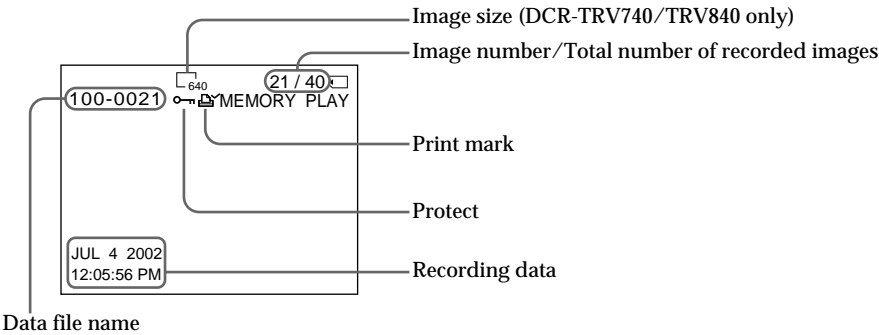 Image size (DCR-TRV740/TRV840 only)
Image number/Total number of recorded images
640
21 / 40
100-0021
MEMORY PLAY
Print mark
Protect
JUL 4 2002
12:05:56 PM
Recording data
Data file name